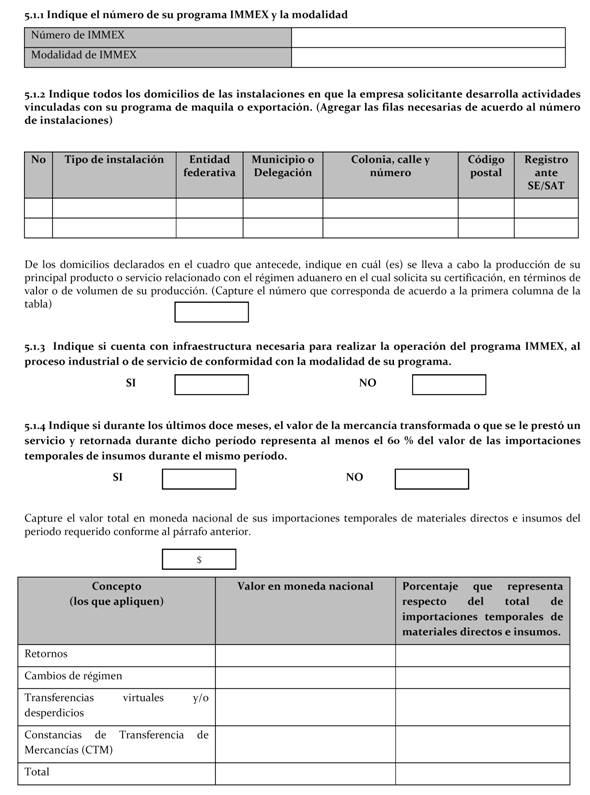 5.1.1 Indique el número de su programa IMMEX y la modalidad
Número de IMMEX
Modalidad de IMMEX
5.1.2 Indique todos los domicilios de las instalaciones en que la empresa solicitante desarrolla actividades
vinculadas con su programa de maquila o exportación. (Agregar las filas necesarias de acuerdo al número
de instalaciones)
No Tipo de instalación Entidad federativa Municipio o Delegación Colonia, calle y número Código postal Registro ante SE/SAT
De los domicilios declarados en el cuadro que antecede, indique en cuál (es) se lleva a cabo la producción de su
principal producto o servicio relacionado con el régimen aduanero en el cual solicita su certificación, en términos de
valor o de volumen de su producción. (Capture el número que corresponda de acuerdo a la primera columna de la
tabla)
5.1.3 Indique si cuenta con infraestructura necesaria para realizar la operación del programa IMMEX, al
proceso industrial o de servicio de conformidad con la modalidad de su programa.
SI NO
5.1.4 Indique si durante los últimos doce meses, el valor de la mercancía transformada o que se le prestó un
servicio y retornada durante dicho período representa al menos el 60 % del valor de las importaciones
temporales de insumos durante el mismo período.
SI NO
Capture el valor total en moneda nacional de sus importaciones temporales de materiales directos e insumos del
periodo requerido conforme al párrafo anterior.
$
Concepto (los que apliquen) Valor en moneda nacional Porcentaje que representa respecto del total de importaciones temporales de materiales directos e insumos.
Retornos
Cambios de régimen
Transferencias virtuales y/o
desperdicios
Constancias de Transferencia de
Mercancías (CTM)
Total